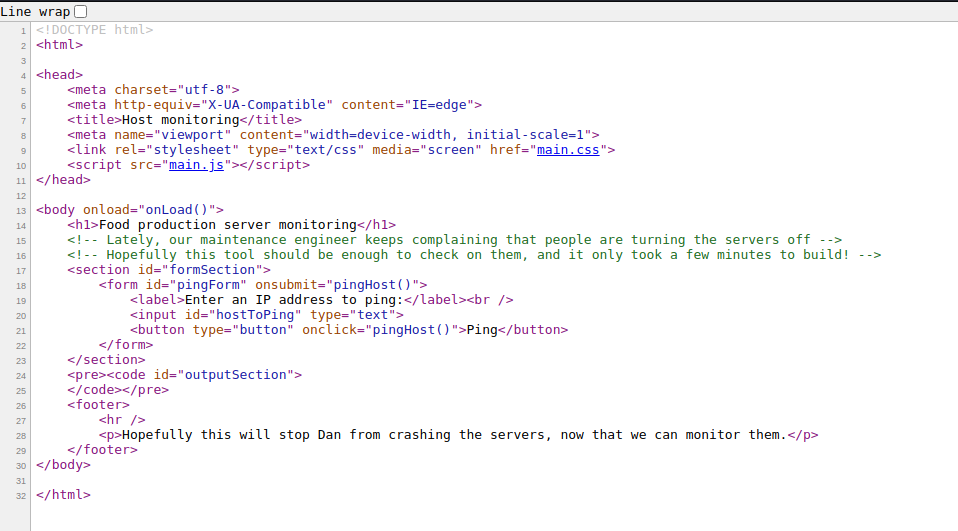 Line wrap
1 <!DOCTYPE html>
2 <html>
3
4 <head>
5     <meta charset="utf-8">
6     <meta http-equiv="X-UA-Compatible" content="IE=edge">
7     <title>Host monitoring</title>
8     <meta name="viewport" content="width=device-width, initial-scale=1">
9     <link rel="stylesheet" type="text/css" media="screen" href="main.css">
10     <script src="main.js"></script>
11 </head>
12
13 <body onload="onLoad()">
14     <h1>Food production server monitoring</h1>
15     <!-- Lately, our maintenance engineer keeps complaining that people are turning the servers off -->
16     <!-- Hopefully this tool should be enough to check on them, and it only took a few minutes to build! -->
17     <section id="formSection">
18         <form id="pingForm" onsubmit="pingHost()">
19             <label>Enter an IP address to ping:</label><br />
20             <input id="hostToPing" type="text">
21             <button type="button" onclick="pingHost()">Ping</button>
22         </form>
23     </section>
24     <pre><code id="outputSection">
25     </code></pre>
26     <footer>
27         <hr />
28         <p>Hopefully this will stop Dan from crashing the servers, now that we can monitor them.</p>
29     </footer>
30 </body>
31
32 </html>